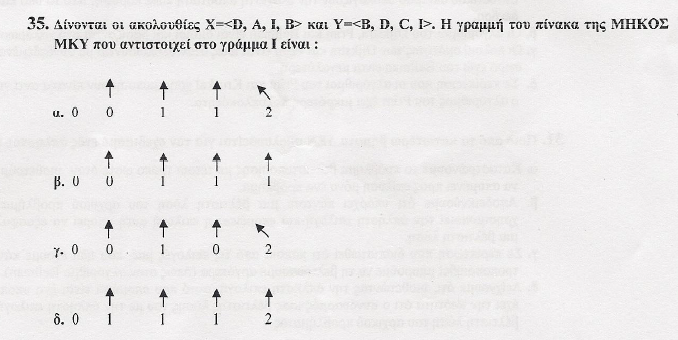 35. Δίνονται οι ακολουθίες X=<D, A, I, B> και Y=<B, D, C, I>. Η γραμμή του πίνακα της ΜΗΚΟΣ
ΜΚΥ που αντιστοιχεί στο γράμμα I είναι :
↑ ↑ ↑ ↖
α. 0 0 1 1 2
↑ ↑ ↑ ↑
β. 0 0 1 1 1
↑ ↑ ↑ ↖
γ. 0 0 1 0 2
↑ ↑ ↑ ↑
δ. 0 1 1 1 2